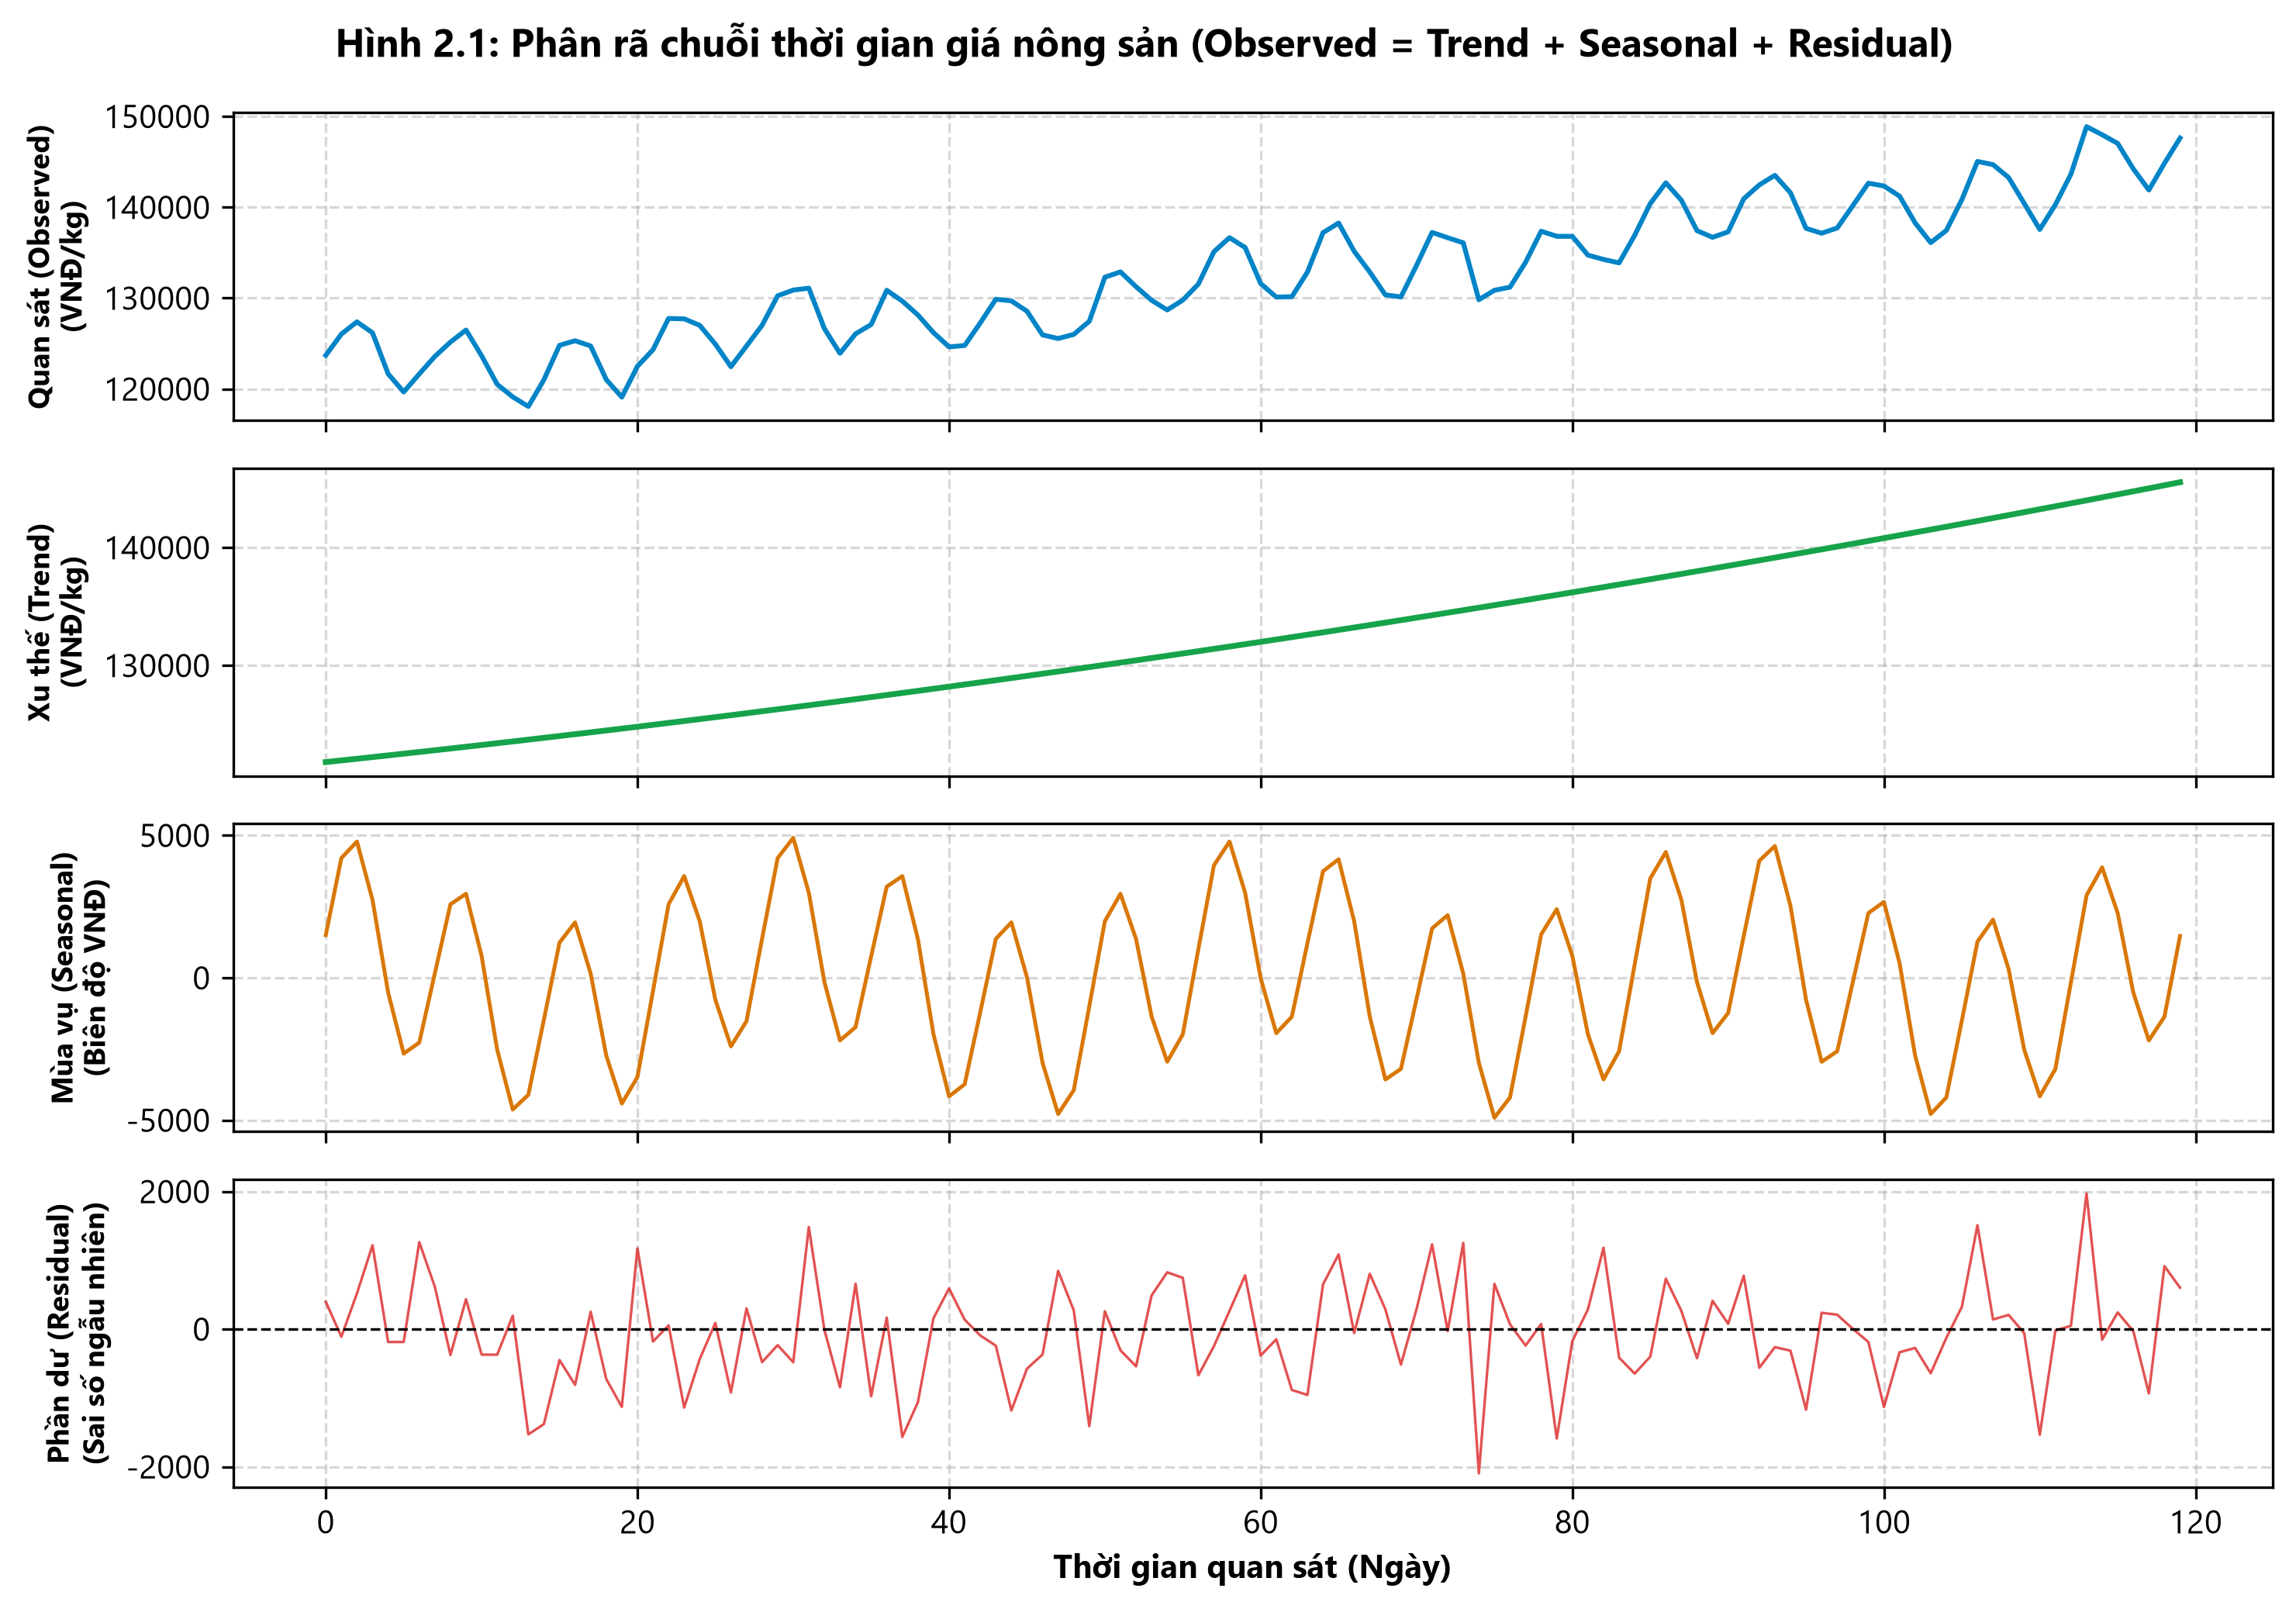 Hình 2.1: Phân rã chuỗi thời gian giá nông sản (Observed = Trend + Seasonal + Residual)
Quan sát (Observed)
(VNĐ/kg)
150000
140000
130000
120000
Xu thế (Trend)
(VNĐ/kg)
140000
130000
Mùa vụ (Seasonal)
(Biên độ VNĐ)
5000
0
-5000
Phần dư (Residual)
(Sai số ngẫu nhiên)
2000
0
-2000
0 20 40 60 80 100 120
Thời gian quan sát (Ngày)